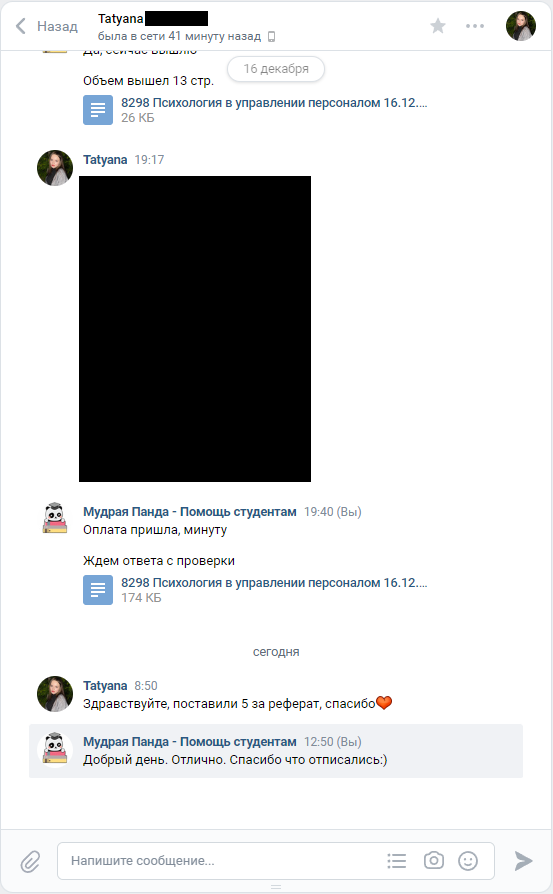 Назад
Tatyana
была в сети 41 минуту назад
Да, сейчас вышлю
16 декабря
Объем вышел 13 стр.
8298 Психология в управлении персоналом 16.12....
26 КБ
Tatyana 19:17
Мудрая Панда - Помощь студентам 19:40 (Вы)
Оплата пришла, минуту
Ждем ответа с проверки
8298 Психология в управлении персоналом 16.12....
174 КБ
сегодня
Tatyana 8:50
Здравствуйте, поставили 5 за реферат, спасибо❤
Мудрая Панда - Помощь студентам 12:50 (Вы)
Добрый день. Отлично. Спасибо что отписались:)
Напишите сообщение...